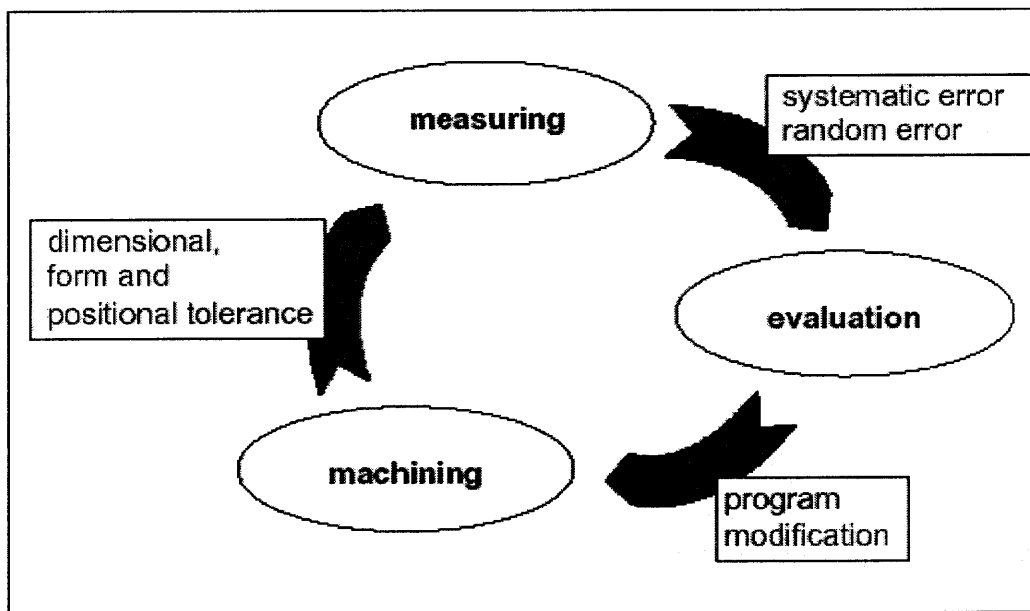 measuring
systematic error
random error
dimensional,
form and
positional tolerance
evaluation
machining
program
modification